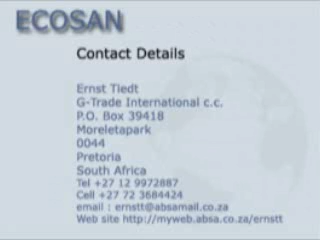 ECOSAN
Contact Details
Ernst Tiedt
G-Trade International c.c.
P.O. Box 39418
Moreletapark
0044
Pretoria
South Africa
Tel +27 12 9972887
Cell +27 72 3684424
email : ernstt@absamail.co.za
Web site http://myweb.absa.co.za/ernstt